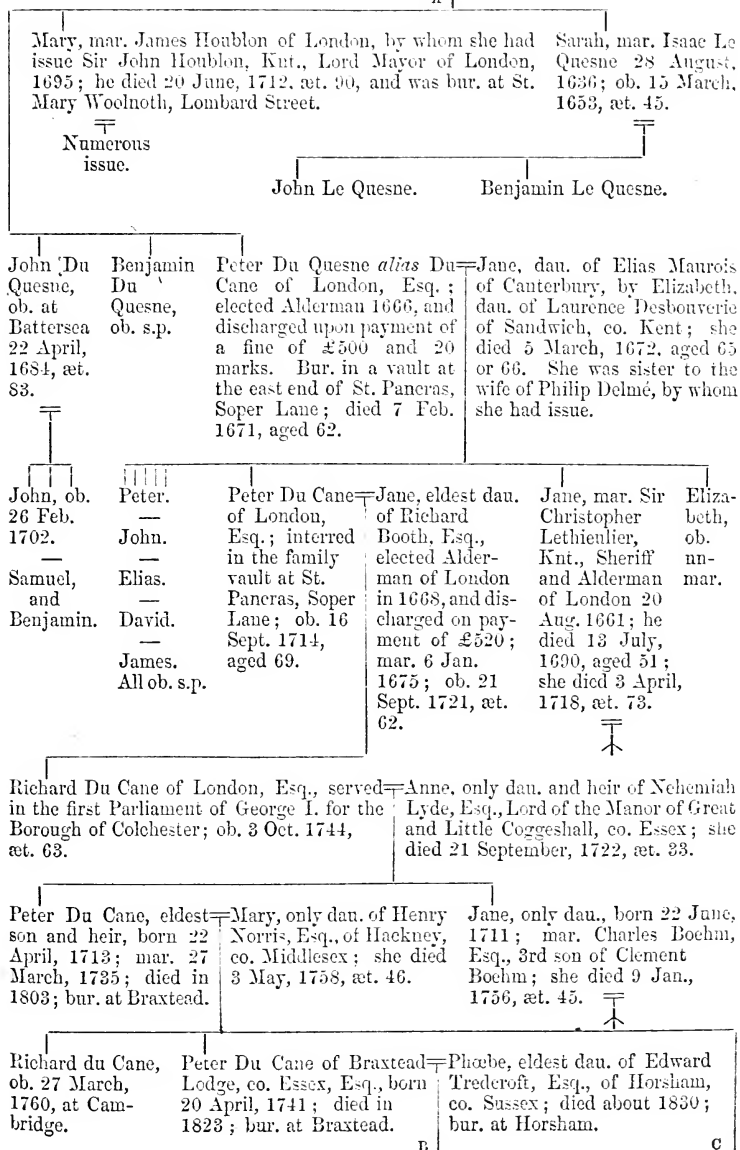 A
Mary, mar. James Houblon of London, by whom she had
issue Sir John Houblon, Knt., Lord Mayor of London,
1695; he died 20 June, 1712, æt. 90, and was bur. at St.
Mary Woolnoth, Lombard Street.
Numerous
issue.
Sarah, mar. Isaac Le
Quesne 28 August,
1636; ob. 15 March,
1653, æt. 45.
John Le Quesne.
Benjamin Le Quesne.
John Du
Quesne,
ob. at
Battersea
22 April,
1684, æt.
83.
Benjamin
Du
Quesne,
ob. s.p.
Peter Du Quesne alias Du
Cane of London, Esq.;
elected Alderman 1666, and
discharged upon payment of
a fine of £500 and 20
marks. Bur. in a vault at
the east end of St. Pancras,
Soper Lane; died 7 Feb.
1671, aged 62.
Jane, dau. of Elias Maurois
of Canterbury, by Elizabeth,
dau. of Laurence Desbouverie
of Sandwich, co. Kent; she
died 5 March, 1672, aged 65
or 66. She was sister to the
wife of Philip Delmé, by whom
she had issue.
John, ob.
26 Feb.
1702.
—
Samuel,
and
Benjamin.
Peter.
—
John.
—
Elias.
—
David.
—
James.
All ob. s.p.
Peter Du Cane
of London,
Esq.; interred
in the family
vault at St.
Pancras, Soper
Lane; ob. 16
Sept. 1714,
aged 69.
Jane, eldest dau.
of Richard
Booth, Esq.,
elected Alder-
man of London
in 1668, and dis-
charged on pay-
ment of £520;
mar. 6 Jan.
1675; ob. 21
Sept. 1721, æt.
62.
Jane, mar. Sir
Christopher
Lethieulier,
Knt., Sheriff
and Alderman
of London 20
Aug. 1661; he
died 13 July,
1690, aged 51;
she died 3 April,
1718, æt. 73.
Eliza-
beth,
ob.
un-
mar.
Richard Du Cane of London, Esq., served
in the first Parliament of George I. for the
Borough of Colchester; ob. 3 Oct. 1744,
æt. 63.
Anne, only dau. and heir of Nehemiah
Lyde, Esq., Lord of the Manor of Great
and Little Coggeshall, co. Essex; she
died 21 September, 1722, æt. 33.
Peter Du Cane, eldest
son and heir, born 22
April, 1713; mar. 27
March, 1735; died in
1803; bur. at Braxtead.
Mary, only dau. of Henry
Norris, Esq., of Hackney,
co. Middlesex; she died
3 May, 1758, æt. 46.
Jane, only dau., born 22 June,
1711; mar. Charles Boehm,
Esq., 3rd son of Clement
Boehm; she died 9 Jan.,
1756, æt. 45.
Richard du Cane,
ob. 27 March,
1760, at Cam-
bridge.
Peter Du Cane of Braxtead
Lodge, co. Essex, Esq., born
20 April, 1741; died in
1823; bur. at Braxtead.
Phœbe, eldest dau. of Edward
Tredcroft, Esq., of Horsham,
co. Sussex; died about 1830;
bur. at Horsham.
B
C